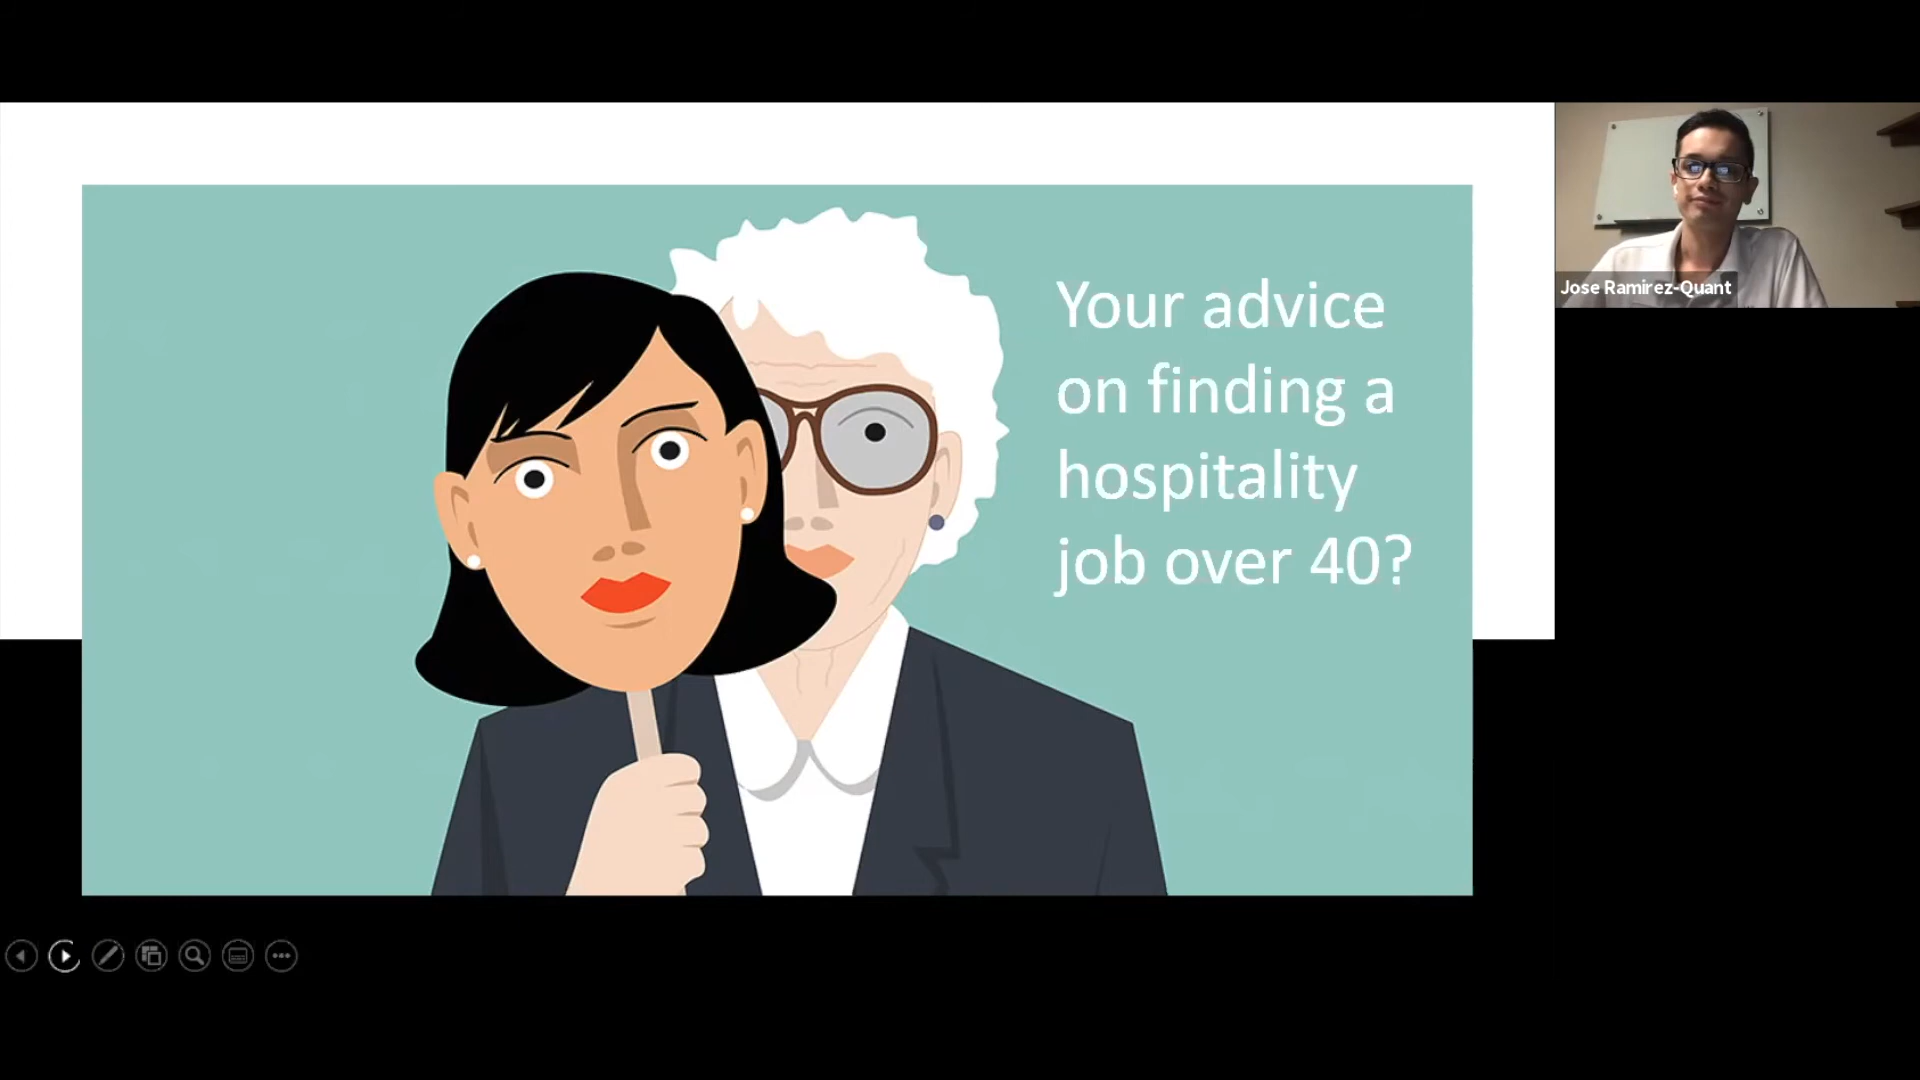 Your advice
on finding a
hospitality
job over 40?
Jose Ramirez-Quant